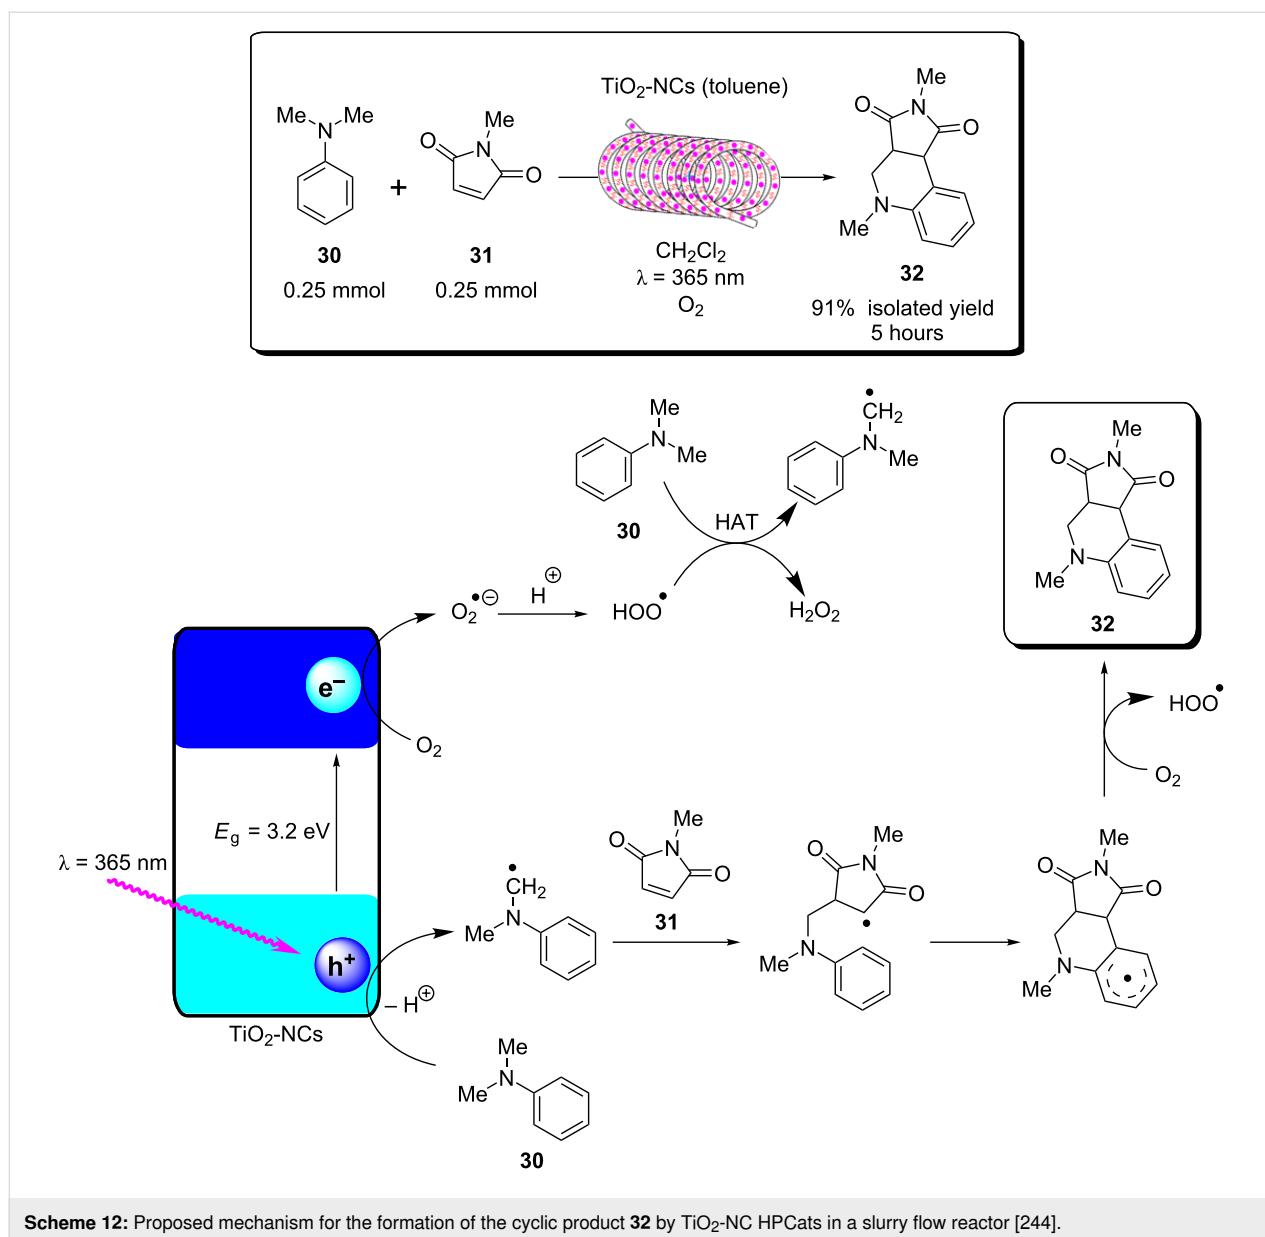 TiO2-NCs (toluene)
Me
N
Me
30
0.25 mmol
+
O
N
Me
O
31
0.25 mmol
CH2Cl2
λ = 365 nm
O2
Me
O
N
O
N
Me
32
91% isolated yield
5 hours
Me
N
Me
30
HAT
•
CH2
N
Me
O2•⊖
H⊕
HOO•
H2O2
Me
O
N
O
N
Me
32
e–
O2
HOO•
O2
Eg = 3.2 eV
λ = 365 nm
h+
TiO2-NCs
– H⊕
•
CH2
N
Me
Me
O
N
O
31
Me
O
N
O
•
N
Me
Me
O
N
O
N
Me
•
Me
N
Me
30
Scheme 12: Proposed mechanism for the formation of the cyclic product 32 by TiO2-NC HPCats in a slurry flow reactor [244].